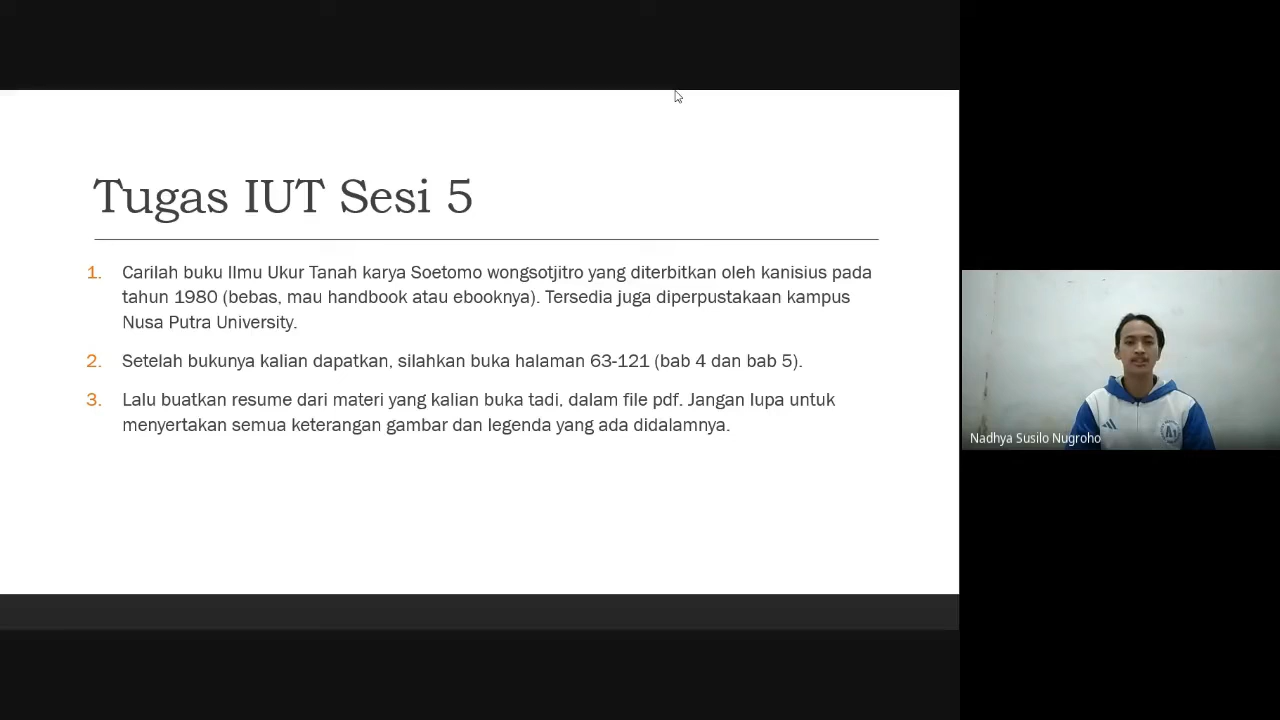 Tugas IUT Sesi 5
1. Carilah buku Ilmu Ukur Tanah karya Soetomo wongsotjitro yang diterbitkan oleh kanisius pada
tahun 1980 (bebas, mau handbook atau ebooknya). Tersedia juga diperpustakaan kampus
Nusa Putra University.
2. Setelah bukunya kalian dapatkan, silahkan buka halaman 63-121 (bab 4 dan bab 5).
3. Lalu buatkan resume dari materi yang kalian buka tadi, dalam file pdf. Jangan lupa untuk
menyertakan semua keterangan gambar dan legenda yang ada didalamnya.
Nadhya Susilo Nugroho